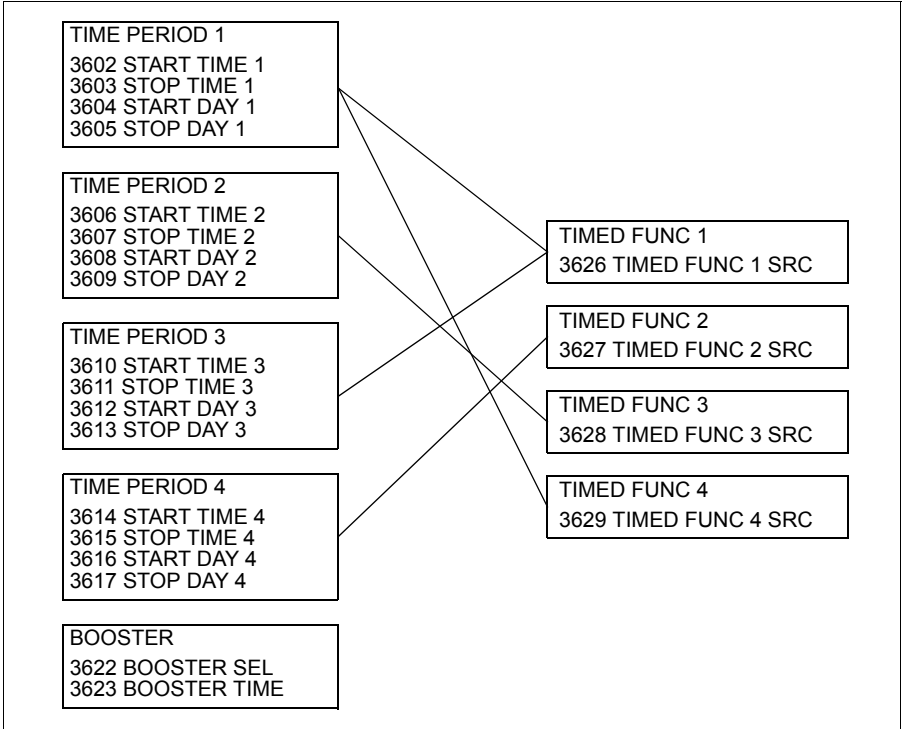 TIME PERIOD 1
3602 START TIME 1
3603 STOP TIME 1
3604 START DAY 1
3605 STOP DAY 1
TIME PERIOD 2
3606 START TIME 2
3607 STOP TIME 2
3608 START DAY 2
3609 STOP DAY 2
TIME PERIOD 3
3610 START TIME 3
3611 STOP TIME 3
3612 START DAY 3
3613 STOP DAY 3
TIME PERIOD 4
3614 START TIME 4
3615 STOP TIME 4
3616 START DAY 4
3617 STOP DAY 4
BOOSTER
3622 BOOSTER SEL
3623 BOOSTER TIME
TIMED FUNC 1
3626 TIMED FUNC 1 SRC
TIMED FUNC 2
3627 TIMED FUNC 2 SRC
TIMED FUNC 3
3628 TIMED FUNC 3 SRC
TIMED FUNC 4
3629 TIMED FUNC 4 SRC